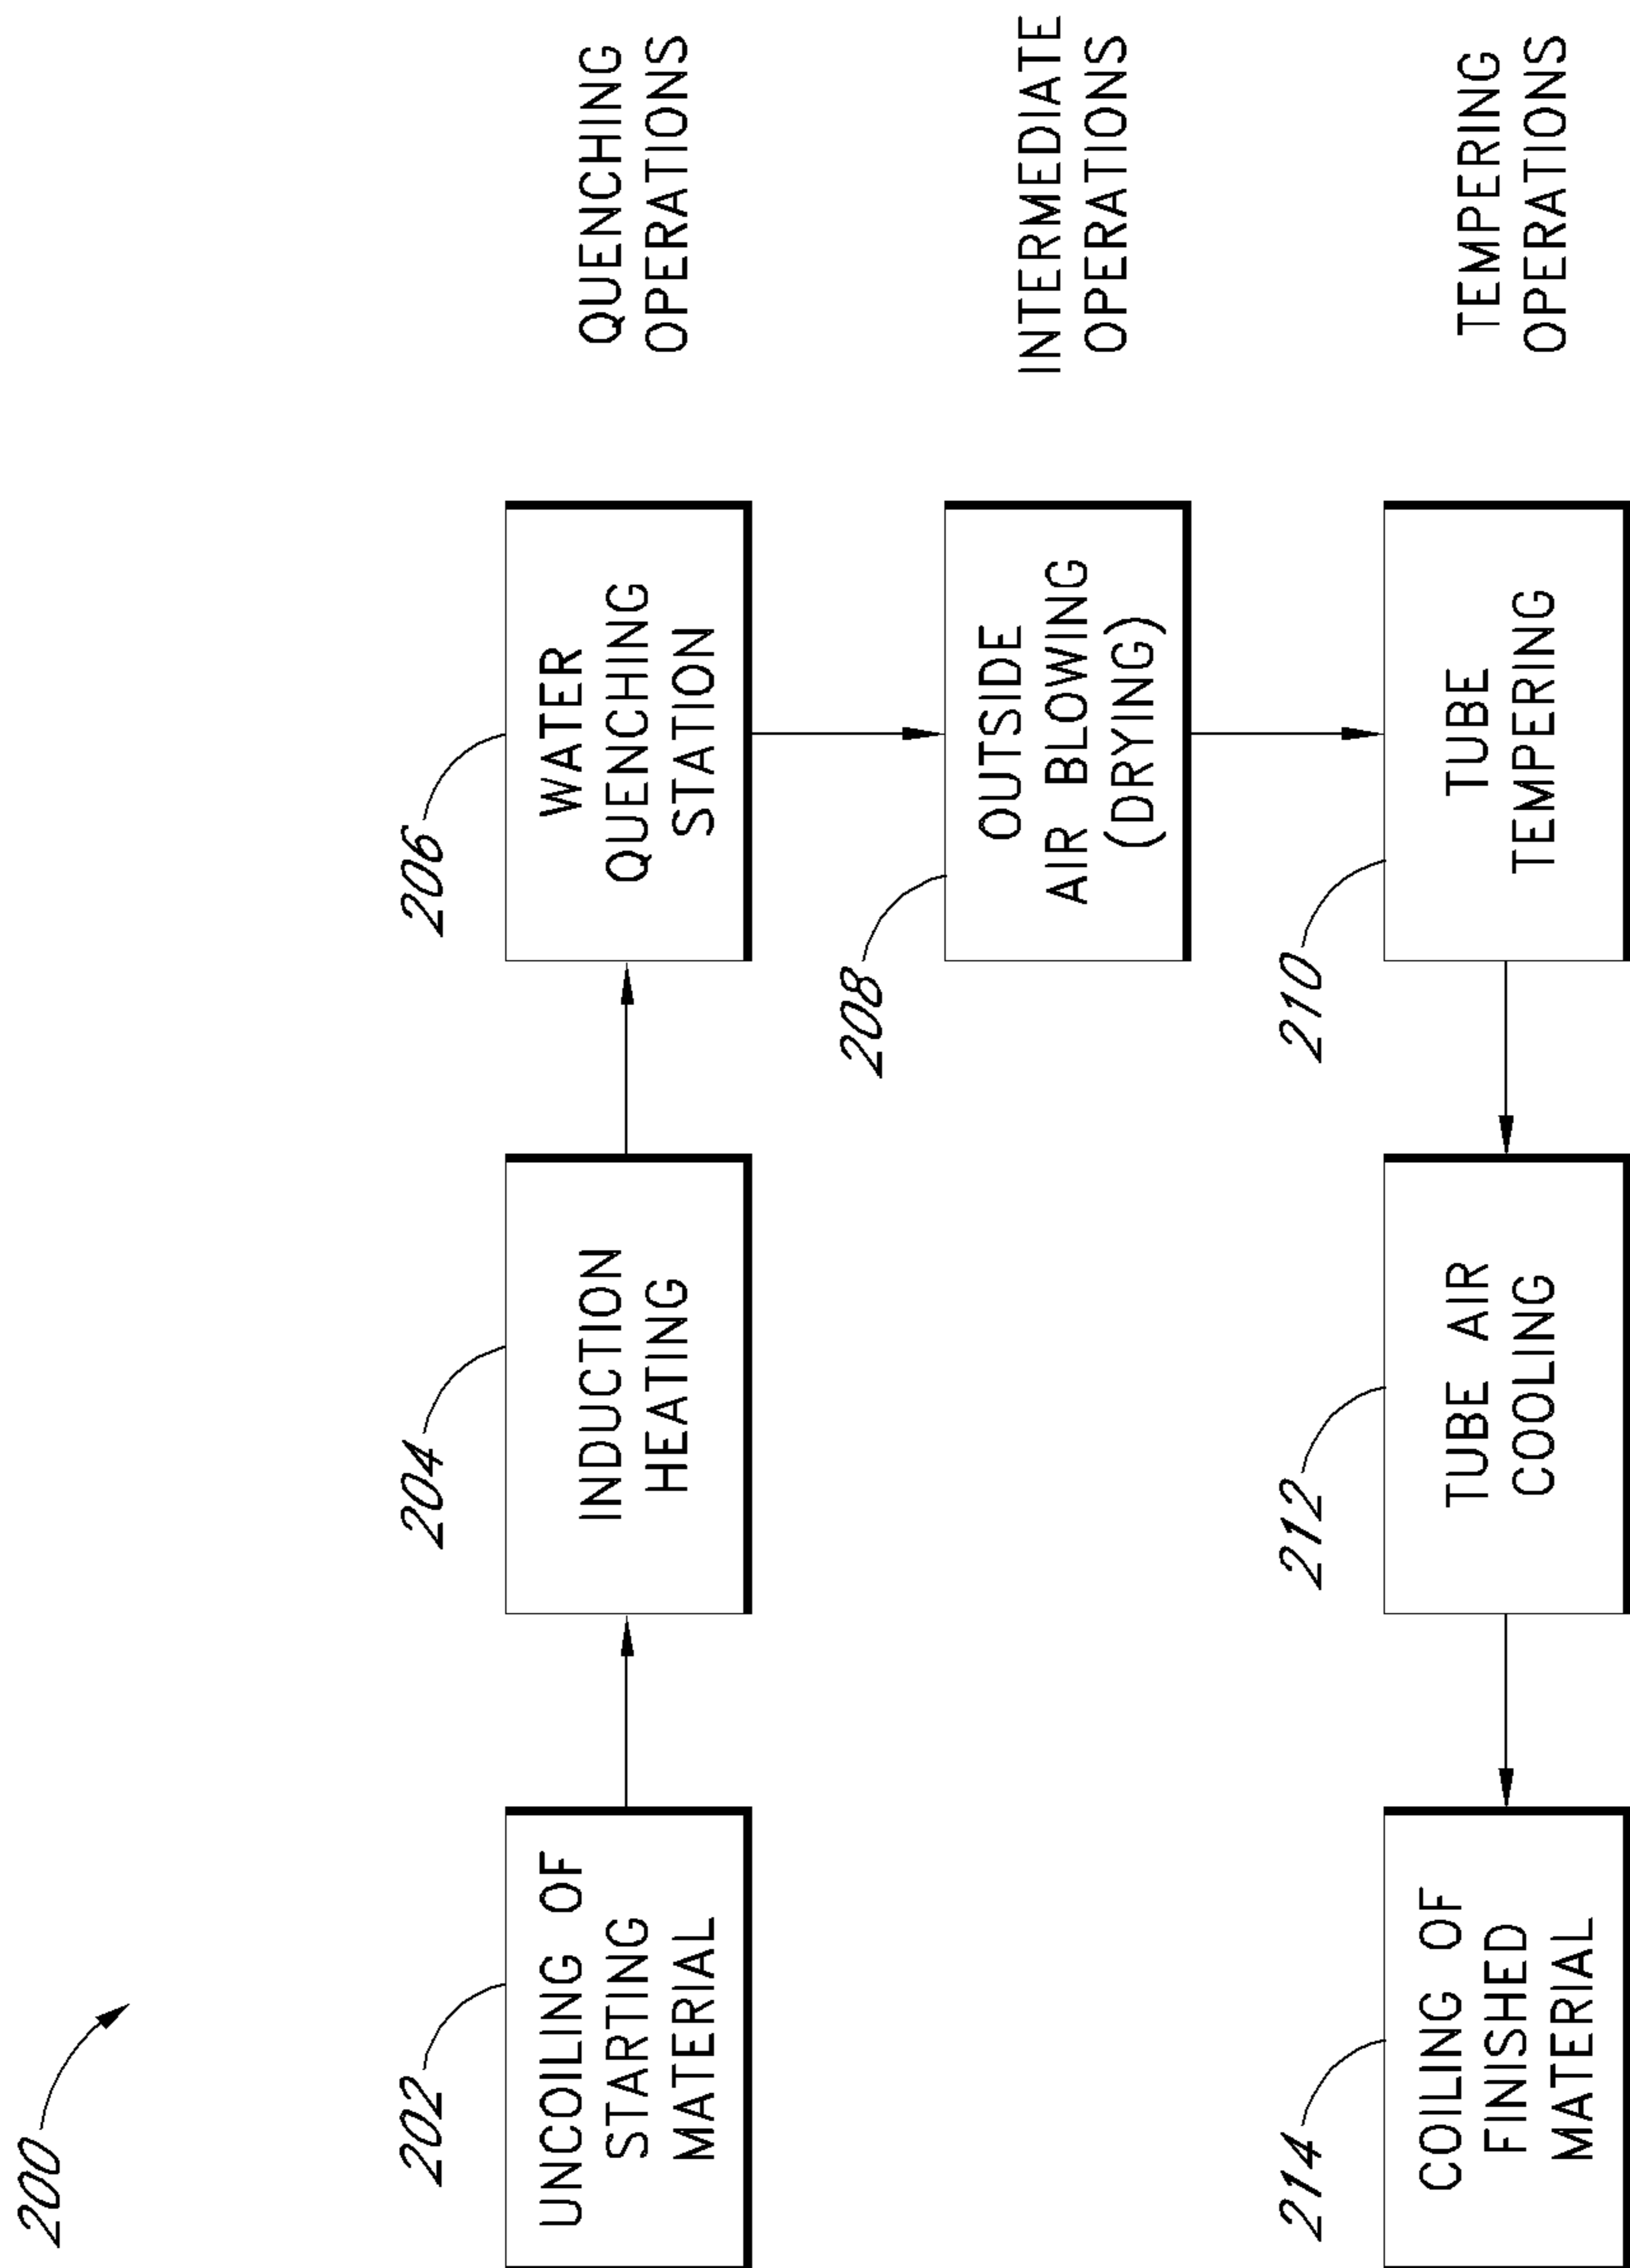 200
202
UNCOILING OF
STARTING
MATERIAL
204
INDUCTION
HEATING
206
WATER
QUENCHING
STATION
QUENCHING
OPERATIONS
208
OUTSIDE
AIR BLOWING
(DRYING)
INTERMEDIATE
OPERATIONS
214
COILING OF
FINISHED
MATERIAL
212
TUBE AIR
COOLING
210
TUBE
TEMPERING
TEMPERING
OPERATIONS